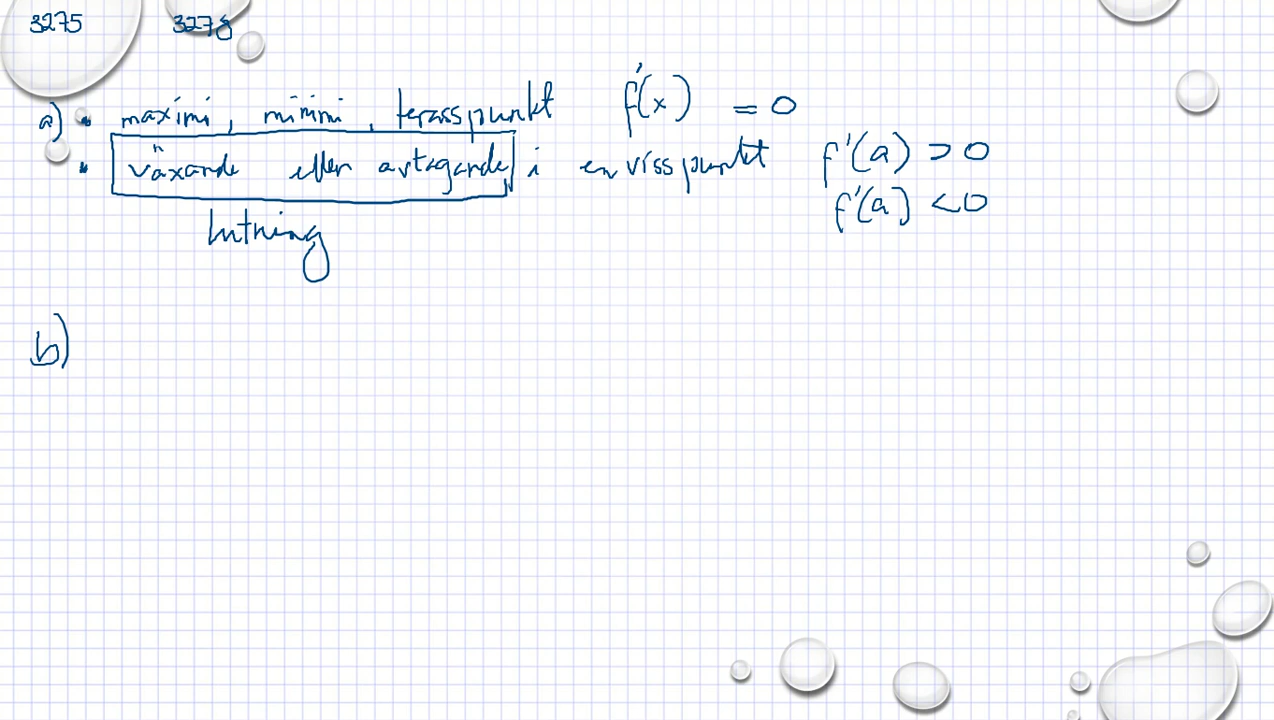 3275 3278
a) • maximi, minimi, terasspunkt f'(x) = 0
• växande eller avtagande i en viss punkt f'(a) > 0
f'(a) < 0
lutning
b)